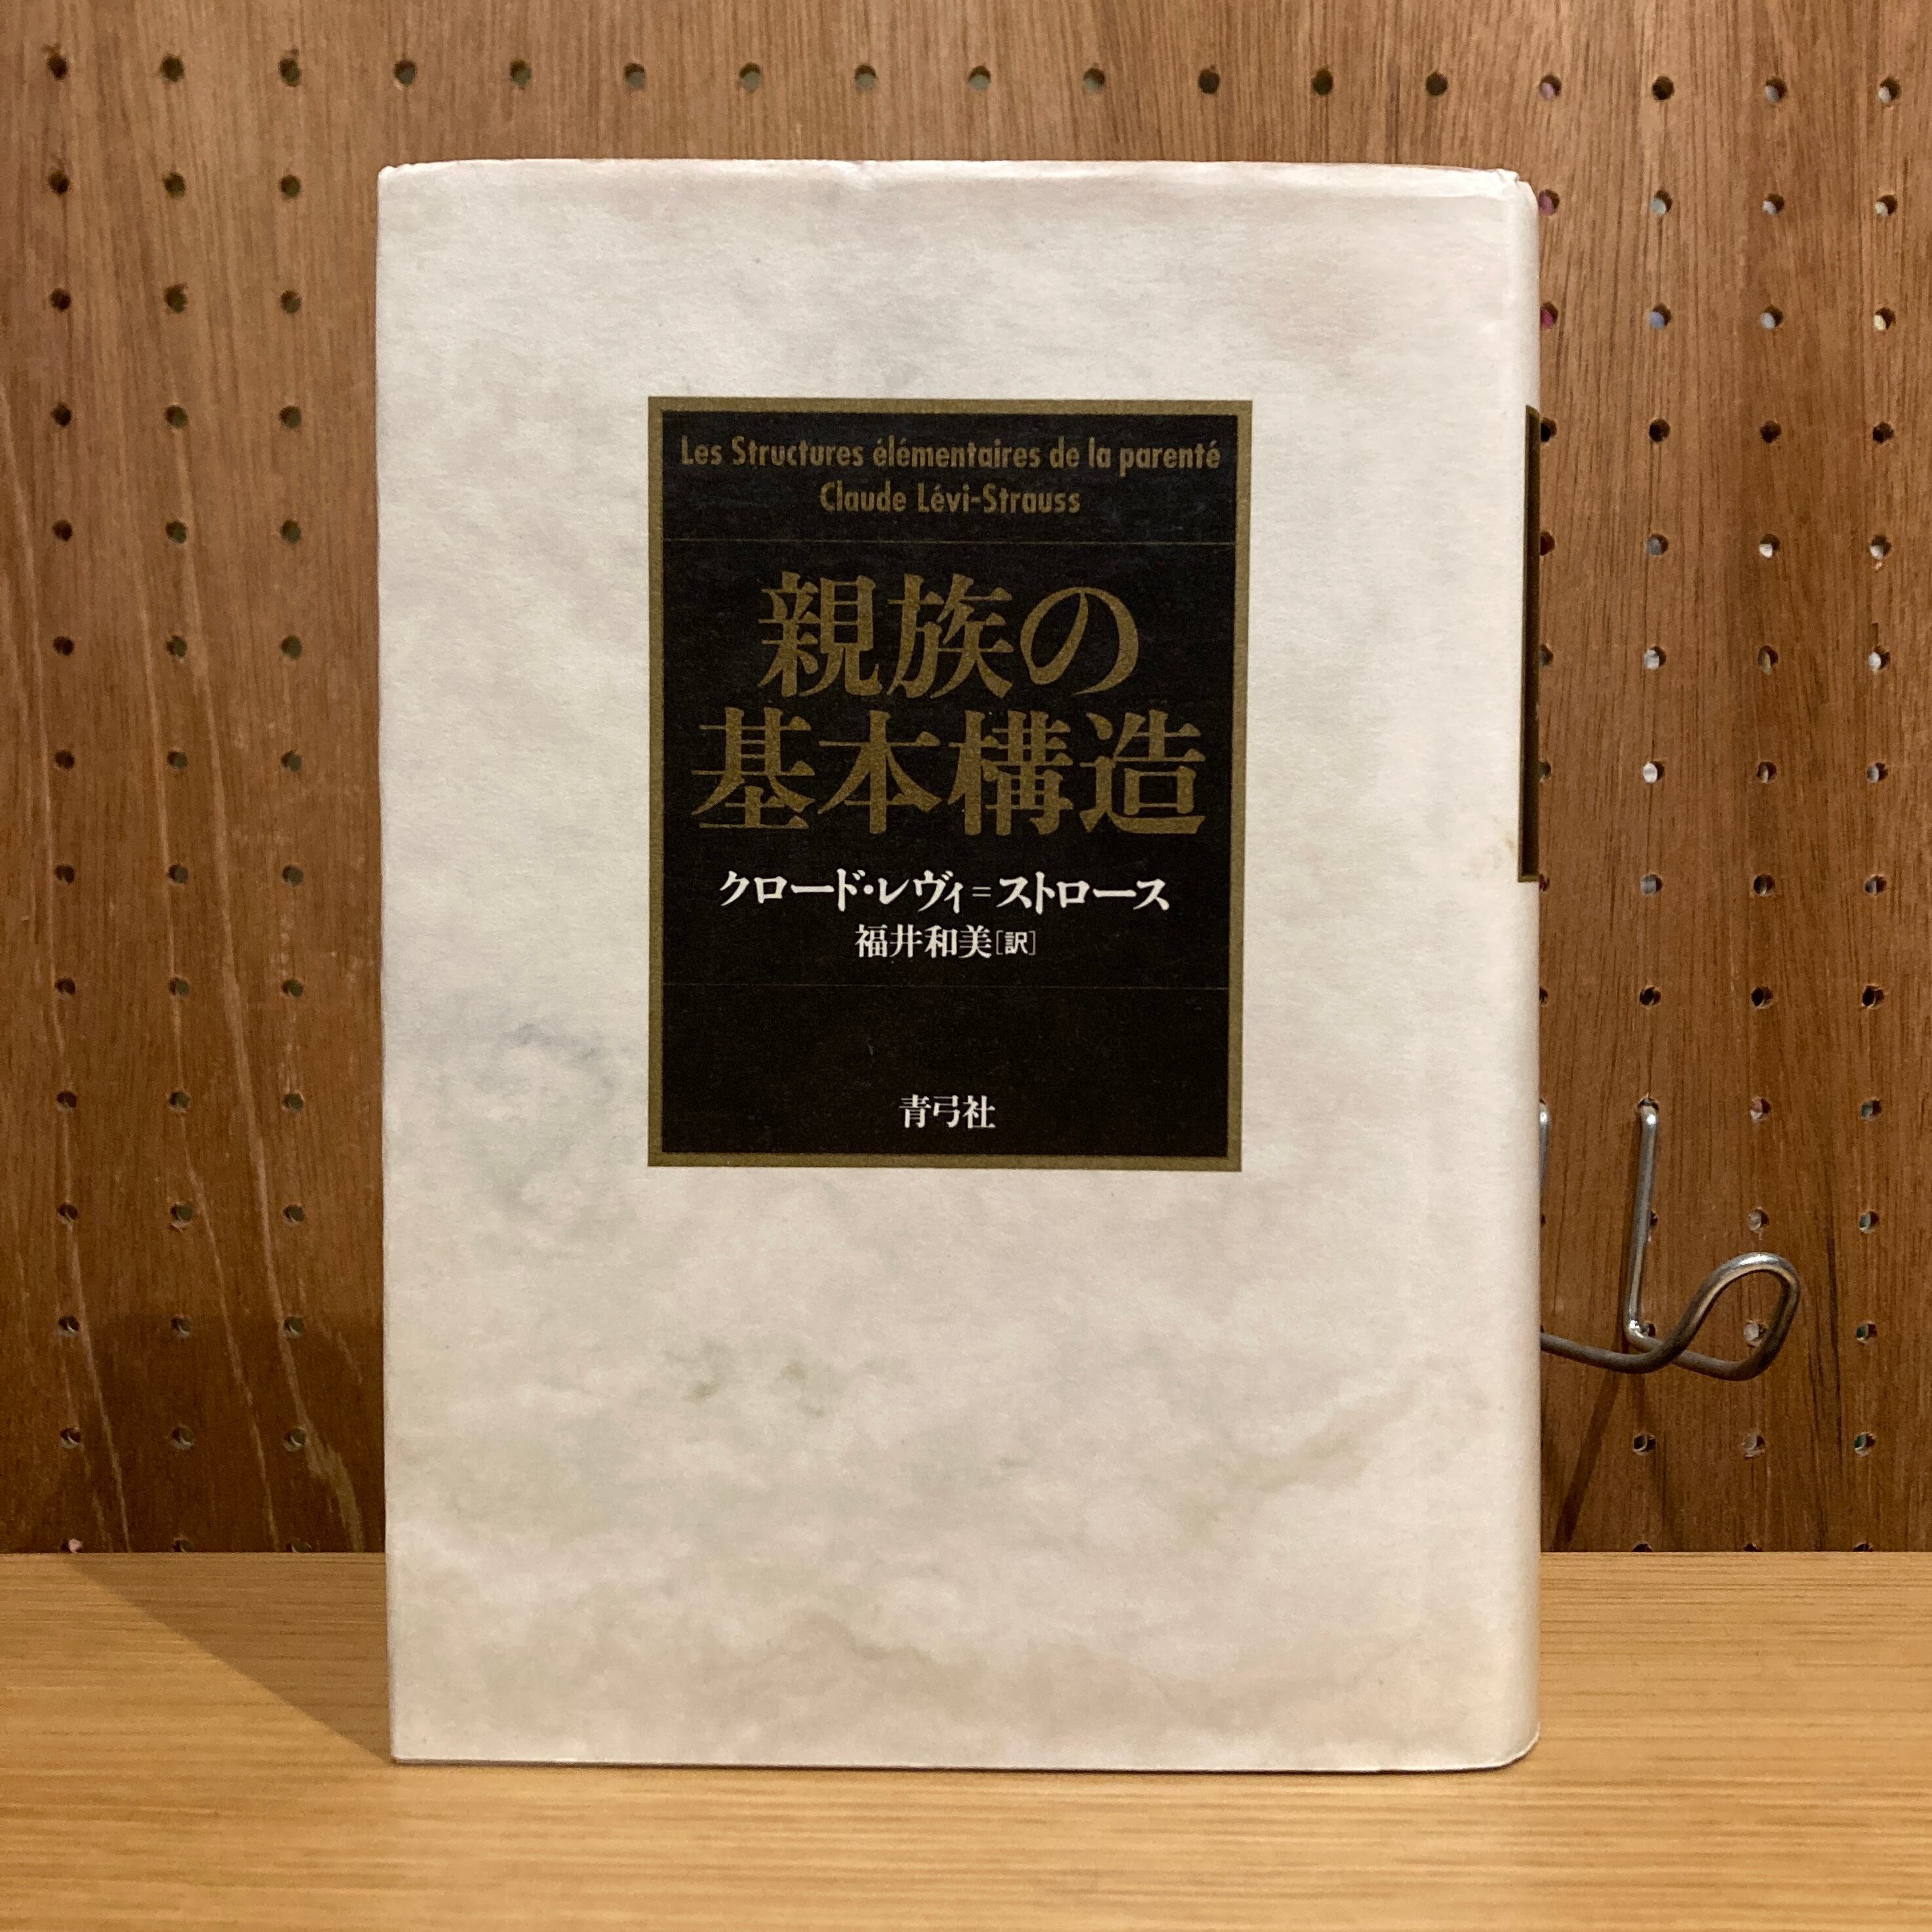 Les Structures élémentaires de la parenté
Claude Lévi-Strauss
親族の
基本構造
クロード・レヴィ=ストロース
福井和美[訳]
青弓社